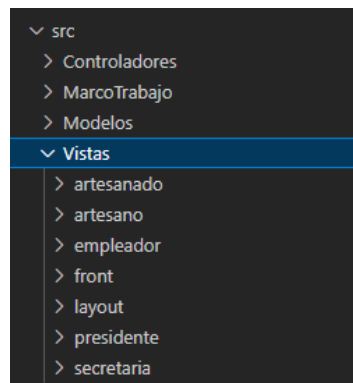 src
Controladores
MarcoTrabajo
Modelos
Vistas
artesanado
artesano
empleador
front
layout
presidente
secretaria